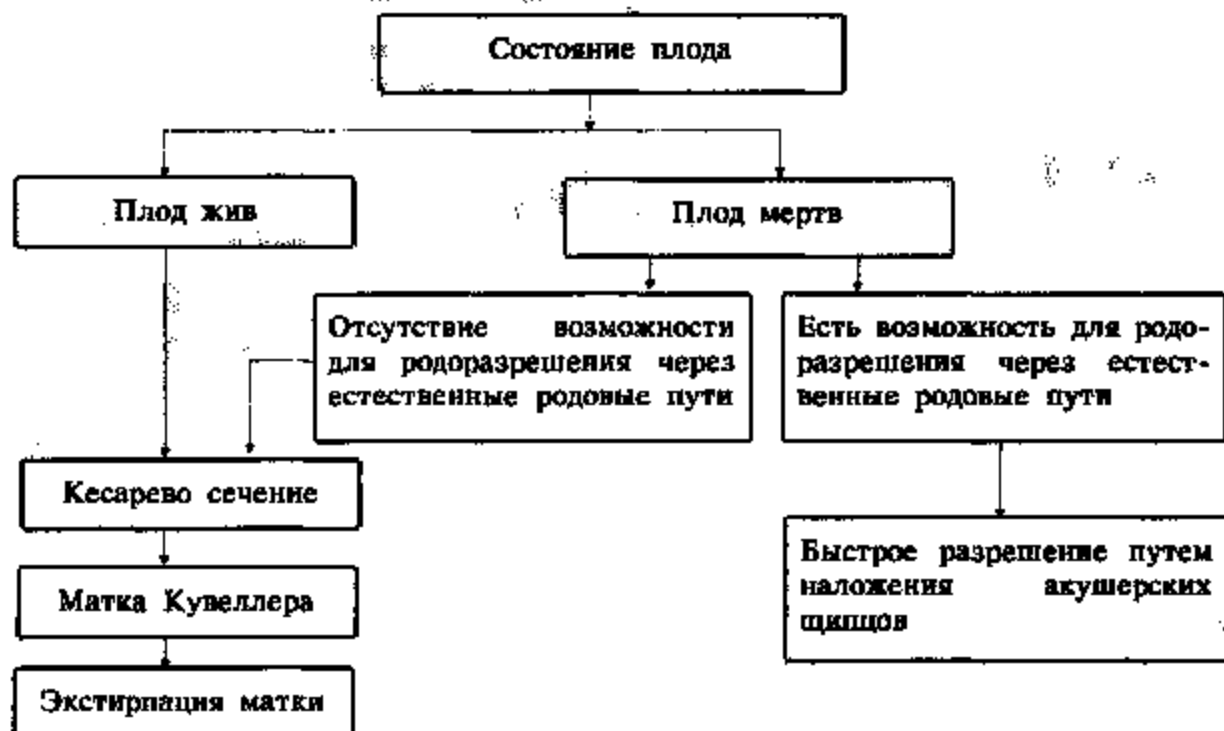 Состояние плода
Плод жив
Плод мертв
Отсутствие возможности
для родоразрешения через
естественные родовые пути
Есть возможность для родо-
разрешения через естест-
венные родовые пути
Кесарево сечение
Матка Кувеллера
Экстирпация матки
Быстрое разрешение путем
наложения акушерских
щипцов